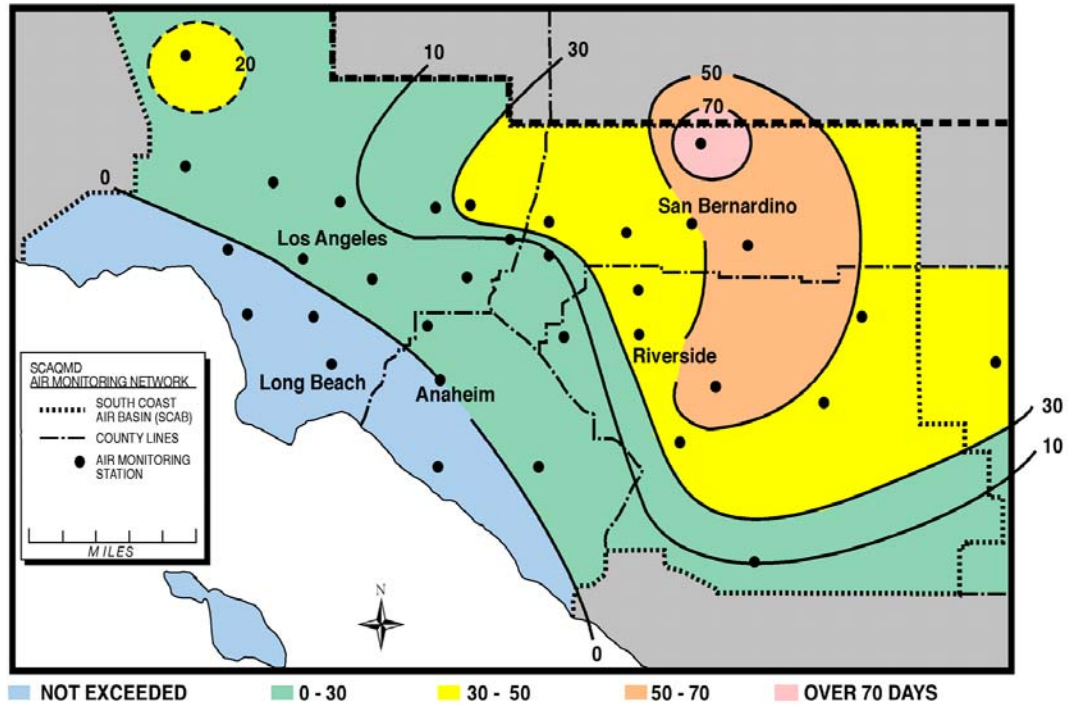 10
30
20
50
70
0
San Bernardino
Los Angeles
Riverside
Long Beach
Anaheim
SCAQMD
AIR MONITORING NETWORK
SOUTH COAST
AIR BASIN (SCAB)
COUNTY LINES
AIR MONITORING
STATION
MILES
30
10
N
0
NOT EXCEEDED
0 - 30
30 - 50
50 - 70
OVER 70 DAYS